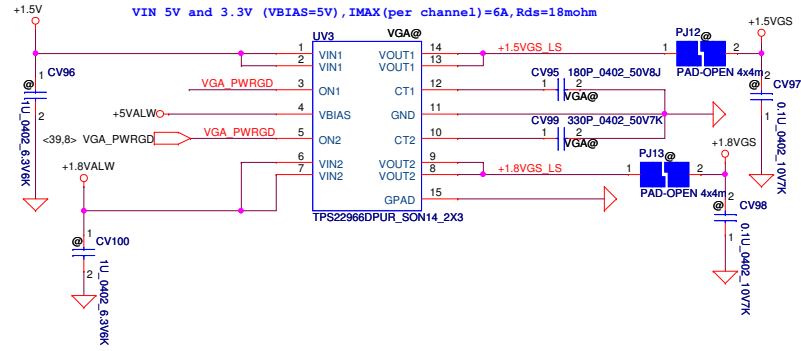 VIN 5V and 3.3V (VBIAS=5V),IMAX(per channel)=6A,Rds=18mohm
+1.5V
UV3
VGA@
PJ12
@
+1.5VGS
1
VIN1
VOUT1
14
+1.5VGS_LS
1
2
2
VIN1
VOUT1
13
PAD-OPEN 4x4m
@
1
CV96
2
1U_0402_6.3V6K
VGA_PWRGD
3
ON1
CT1
12
CV95
180P_0402_50V8J
1
2
VGA@
@
1
CV97
2
0.1U_0402_10V7K
+5VALW
4
VBIAS
GND
11
<39,8>
VGA_PWRGD
VGA_PWRGD
5
ON2
CT2
10
CV99
330P_0402_50V7K
1
2
VGA@
+1.8VALW
6
VIN2
VOUT2
9
PJ13
@
+1.8VGS
7
VIN2
VOUT2
8
+1.8VGS_LS
1
2
PAD-OPEN 4x4m
GPAD
15
TPS22966DPUR_SON14_2X3
@
1
CV98
2
0.1U_0402_10V7K
@
1
CV100
2
1U_0402_6.3V6K